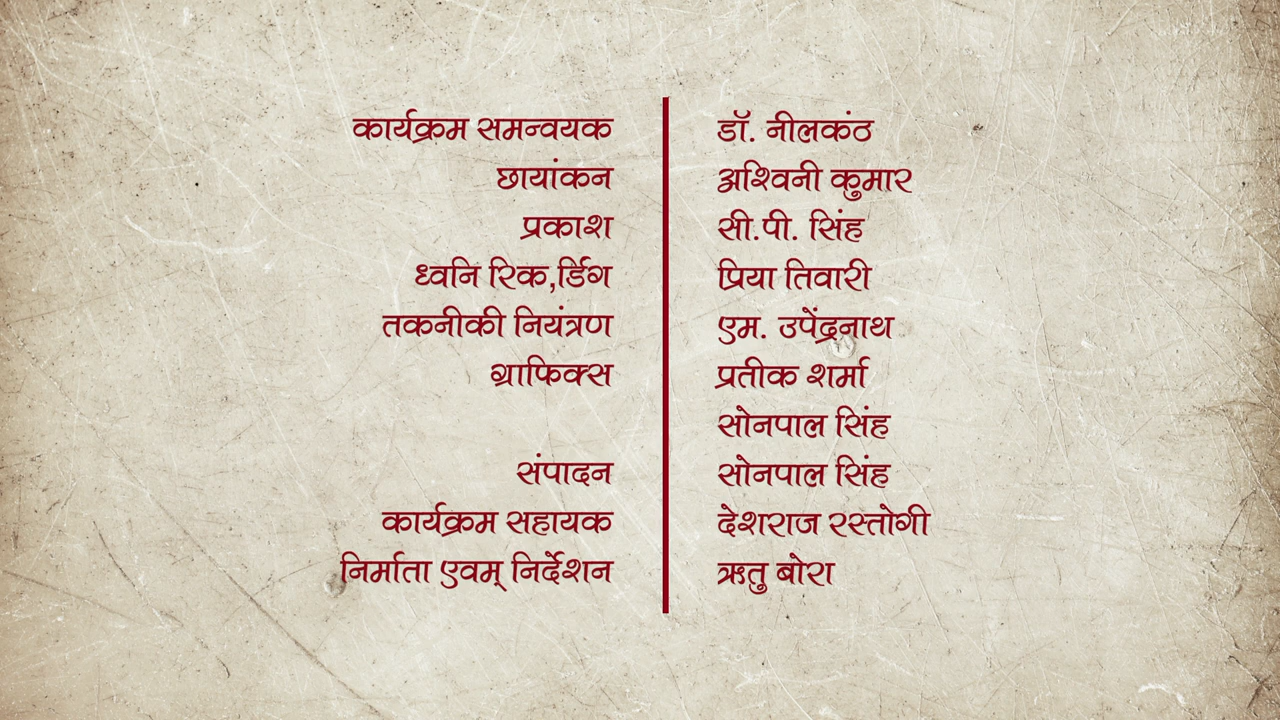 कार्यक्रम समन्वयक डॉ. नीलकंठ
छायांकन अश्विनी कुमार
प्रकाश सी.पी. सिंह
ध्वनि रिक,र्डिंग प्रिया तिवारी
तकनीकी नियंत्रण एम. उपेंद्रनाथ
ग्राफिक्स प्रतीक शर्मा
सोनपाल सिंह
संपादन सोनपाल सिंह
कार्यक्रम सहायक देशराज रस्तोगी
निर्माता एवम् निर्देशन ऋतु बोरा